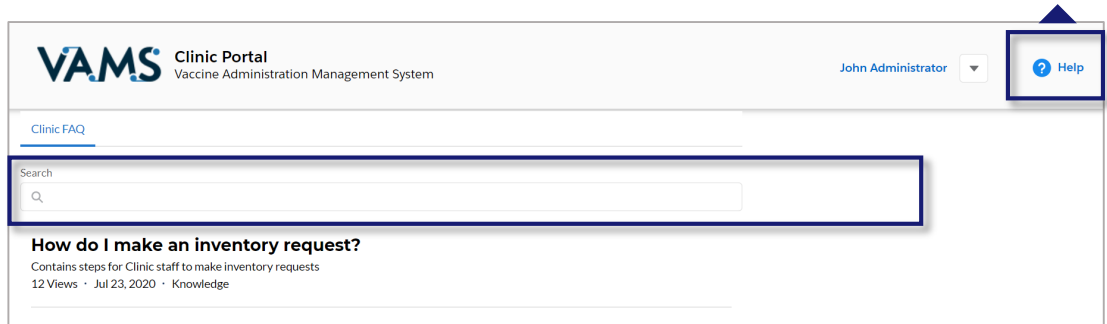 VAMS
Clinic Portal
Vaccine Administration Management System
John Administrator
? Help
Clinic FAQ
Search
How do I make an inventory request?
Contains steps for Clinic staff to make inventory requests
12 Views · Jul 23, 2020 · Knowledge